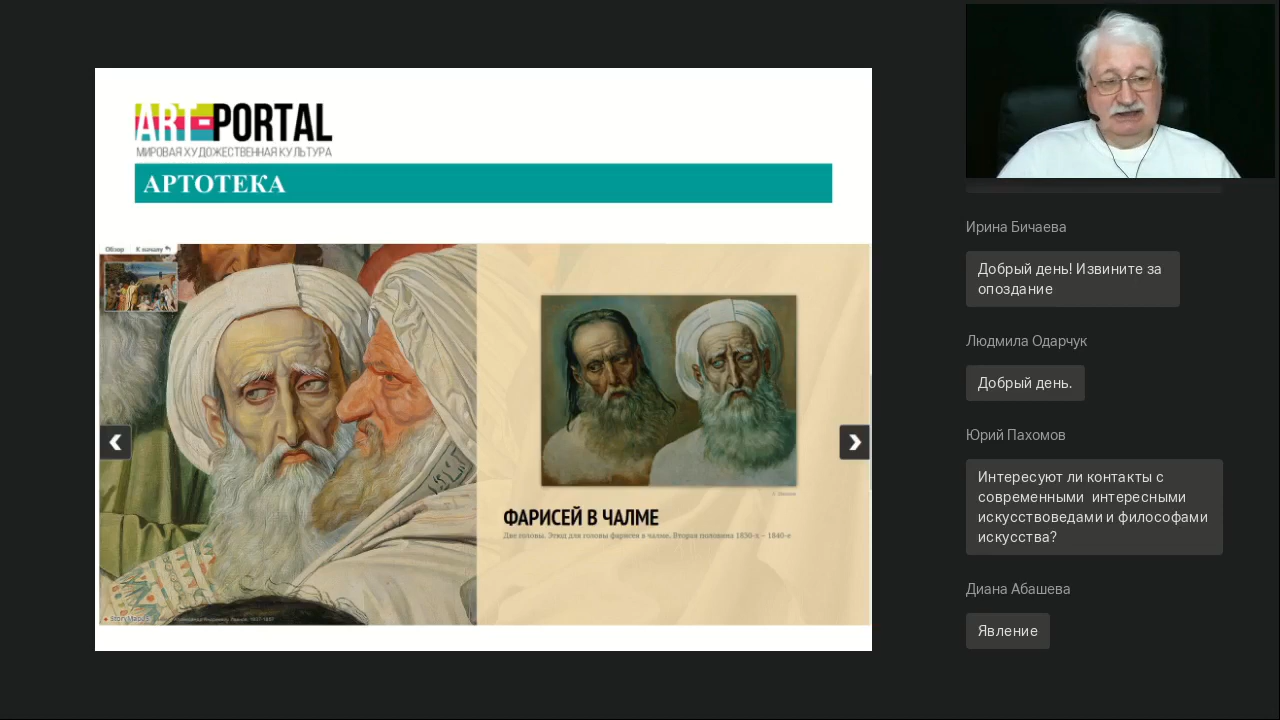 ART-PORTAL
МИРОВАЯ ХУДОЖЕСТВЕННАЯ КУЛЬТУРА
АРТОТЕКА
Обзор К началу
ФАРИСЕЙ В ЧАЛМЕ
Две головы. Этюд для головы фарисея в чалме. Вторая половина 1830-х – 1840-е
StoryMapJS
Ирина Бичаева
Добрый день! Извините за
опоздание
Людмила Одарчук
Добрый день.
Юрий Пахомов
Интересуют ли контакты с
современными интересными
искусствоведами и философами
искусства?
Диана Абашева
Явление